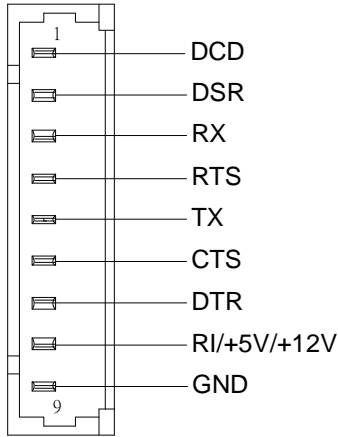 1
DCD
DSR
RX
RTS
TX
CTS
DTR
RI/+5V/+12V
GND
9